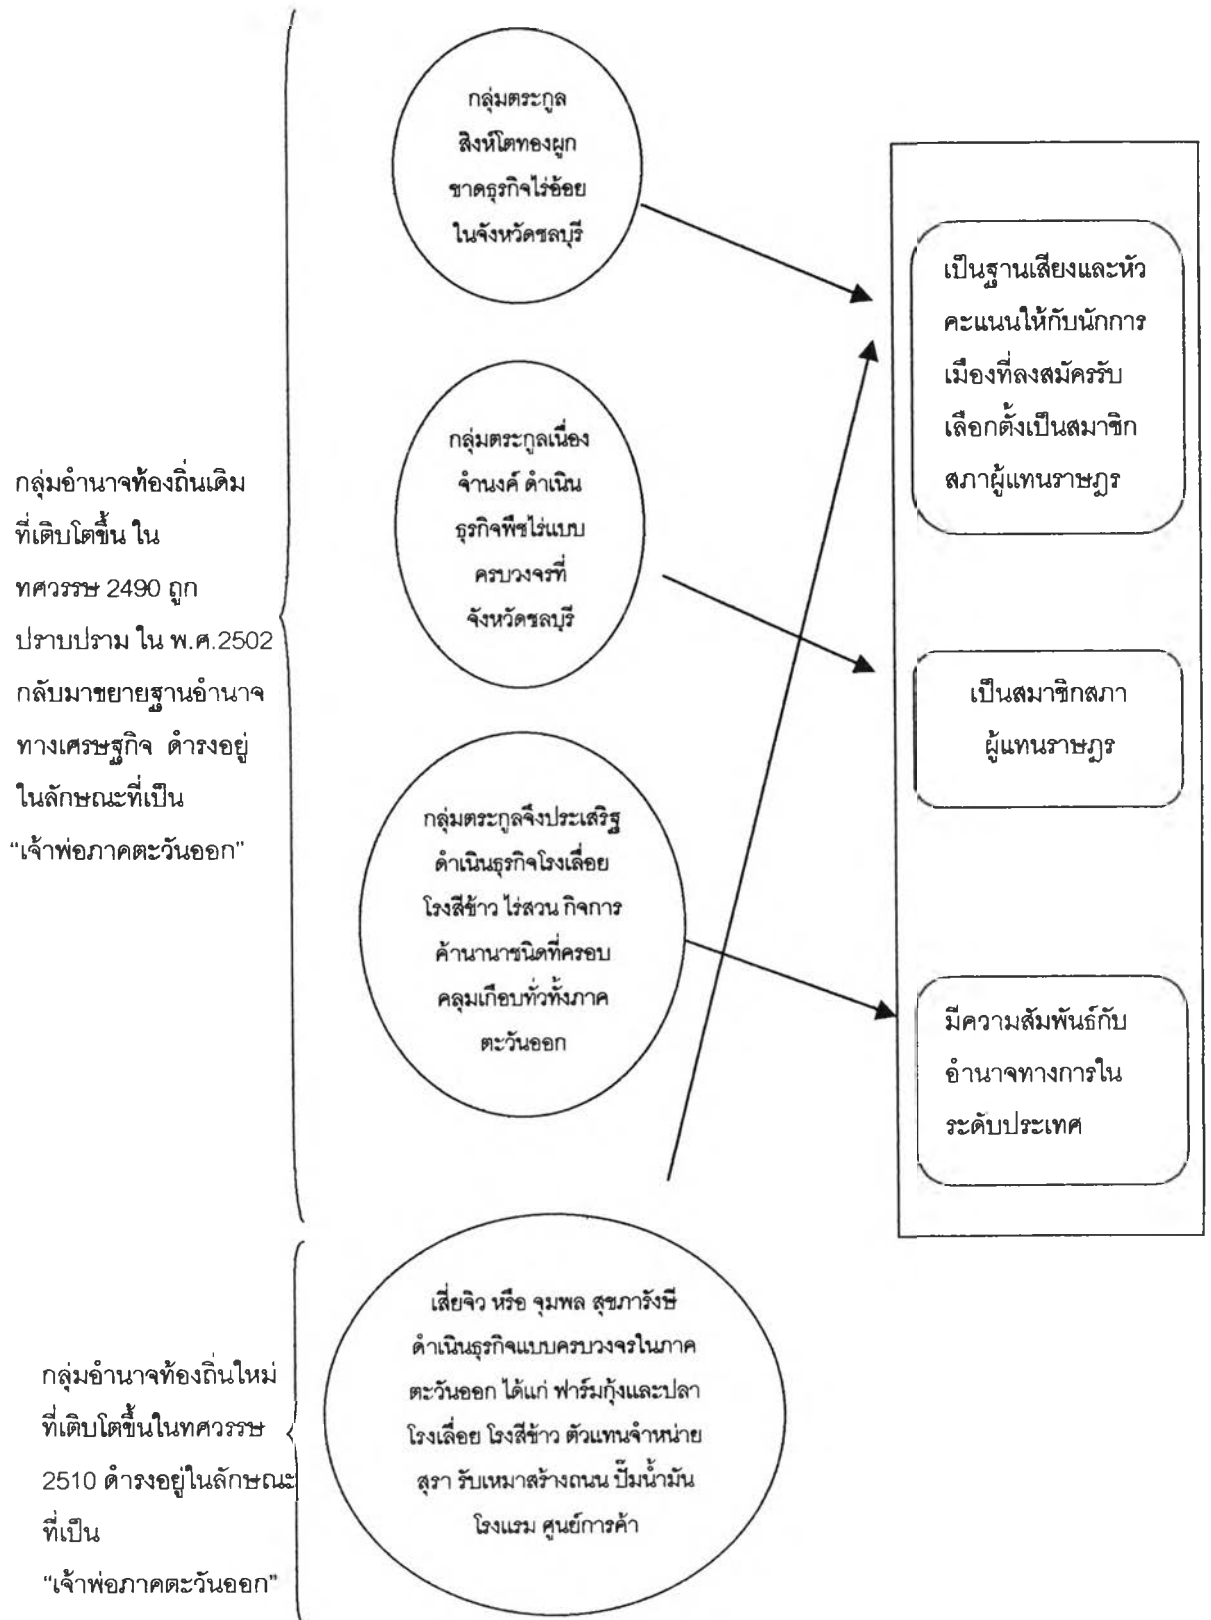 กลุ่มตระกูล
สิงห์โตทองผูก
ขาดธุรกิจไร่อ้อย
ในจังหวัดชลบุรี
เป็นฐานเสียงและหัว
คะแนนให้กับนักการ
เมืองที่ลงสมัครรับ
เลือกตั้งเป็นสมาชิก
สภาผู้แทนราษฎร
กลุ่มอำนาจท้องถิ่นเดิม
ที่เติบโตขึ้น ใน
ทศวรรษ 2490 ถูก
ปราบปราม ใน พ.ศ.2502
กลับมาขยายฐานอำนาจ
ทางเศรษฐกิจ ดำรงอยู่
ในลักษณะที่เป็น
“เจ้าพ่อภาคตะวันออก”
กลุ่มตระกูลเนื่อง
จำนงค์ ดำเนิน
ธุรกิจพืชไร่แบบ
ครบวงจรที่
จังหวัดชลบุรี
เป็นสมาชิกสภา
ผู้แทนราษฎร
กลุ่มตระกูลจึงประเสริฐ
ดำเนินธุรกิจโรงเลื่อย
โรงสีข้าว ไร่สวน กิจการ
ค้านานาชนิดที่ครอบ
คลุมเกือบทั่วทั้งภาค
ตะวันออก
มีความสัมพันธ์กับ
อำนาจทางการใน
ระดับประเทศ
กลุ่มอำนาจท้องถิ่นใหม่
ที่เติบโตขึ้นในทศวรรษ
2510 ดำรงอยู่ในลักษณะ
ที่เป็น
“เจ้าพ่อภาคตะวันออก”
เสี่ยจิว หรือ จุมพล สุขภารังษี
ดำเนินธุรกิจแบบครบวงจรในภาค
ตะวันออก ได้แก่ ฟาร์มกุ้งและปลา
โรงเลื่อย โรงสีข้าว ตัวแทนจำหน่าย
สุรา รับเหมาสร้างถนน ปั๊มน้ำมัน
โรงแรม ศูนย์การค้า